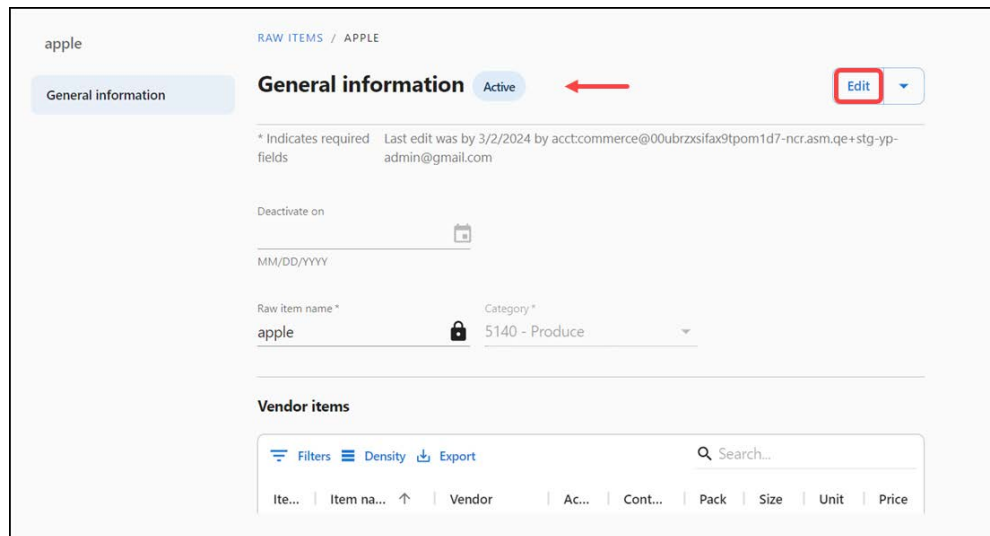 apple
General information
RAW ITEMS / APPLE
General information Active
Edit
* Indicates required fields
Last edit was by 3/2/2024 by acct:commerce@00ubrzxsifax9tpom1d7-ncr.asm.qe+stg-yp-
admin@gmail.com
Deactivate on
MM/DD/YYYY
Raw item name *
apple
Category *
5140 - Produce
Vendor items
Filters Density Export
Search...
Ite... Item na... Vendor Ac... Cont... Pack Size Unit Price